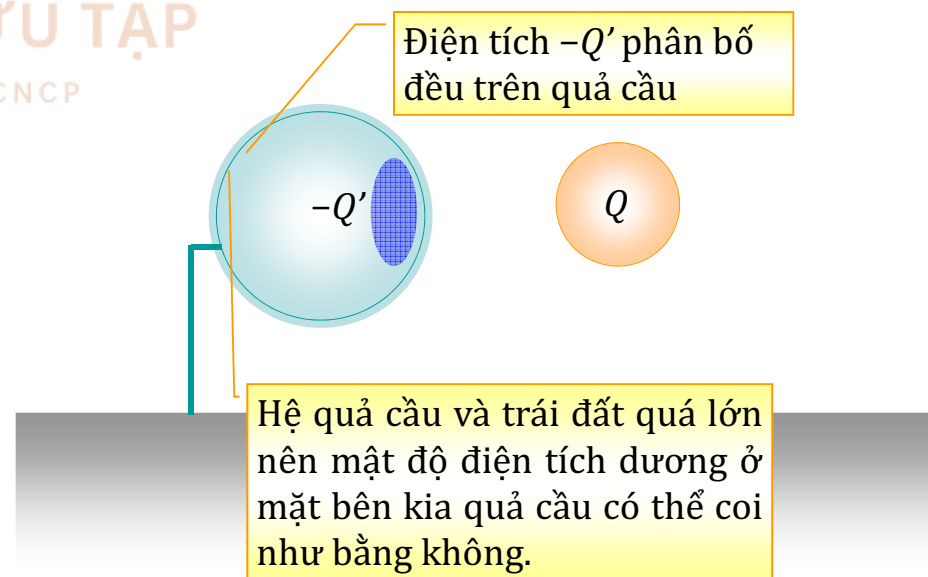 ỨU TẠP
CNCP
Điện tích −Q’ phân bố
đều trên quả cầu
−Q’
Q
Hệ quả cầu và trái đất quá lớn
nên mật độ điện tích dương ở
mặt bên kia quả cầu có thể coi
như bằng không.